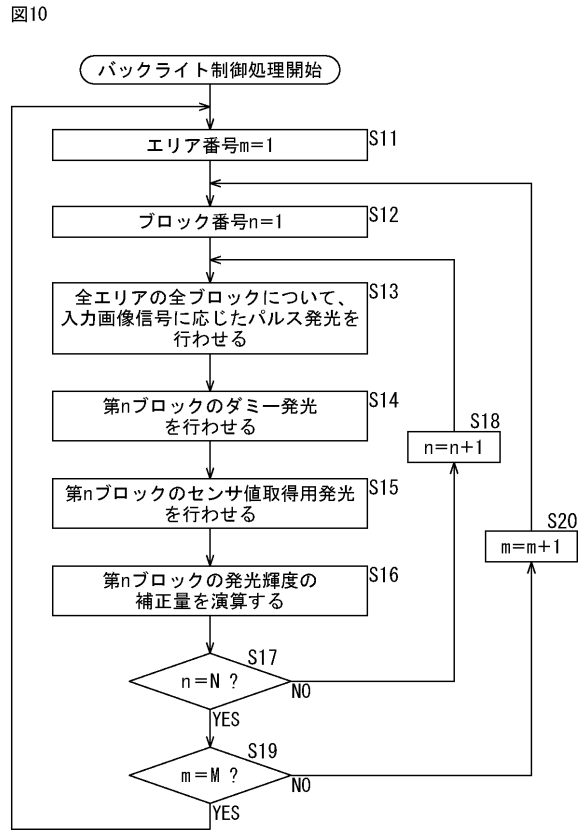 図10
バックライト制御処理開始
エリア番号m=1
S11
ブロック番号n=1
S12
全エリアの全ブロックについて、
入力画像信号に応じたパルス発光を
行わせる
S13
第nブロックのダミー発光
を行わせる
S14
第nブロックのセンサ値取得用発光
を行わせる
S15
第nブロックの発光輝度の
補正量を演算する
S16
n=N ?
S17
NO
YES
n=n+1
S18
m=M ?
S19
NO
YES
m=m+1
S20